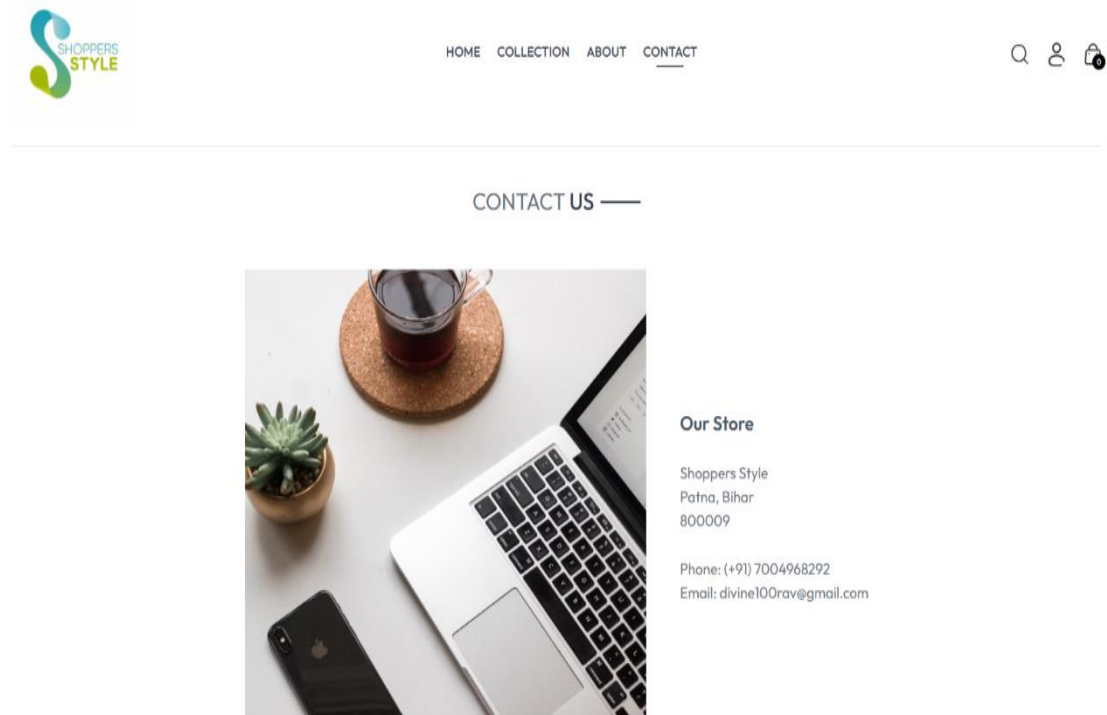 SHOPPERS
STYLE
HOME COLLECTION ABOUT CONTACT
0
CONTACT US
Our Store
Shoppers Style
Patna, Bihar
800009
Phone: (+91) 7004968292
Email: divine100rav@gmail.com